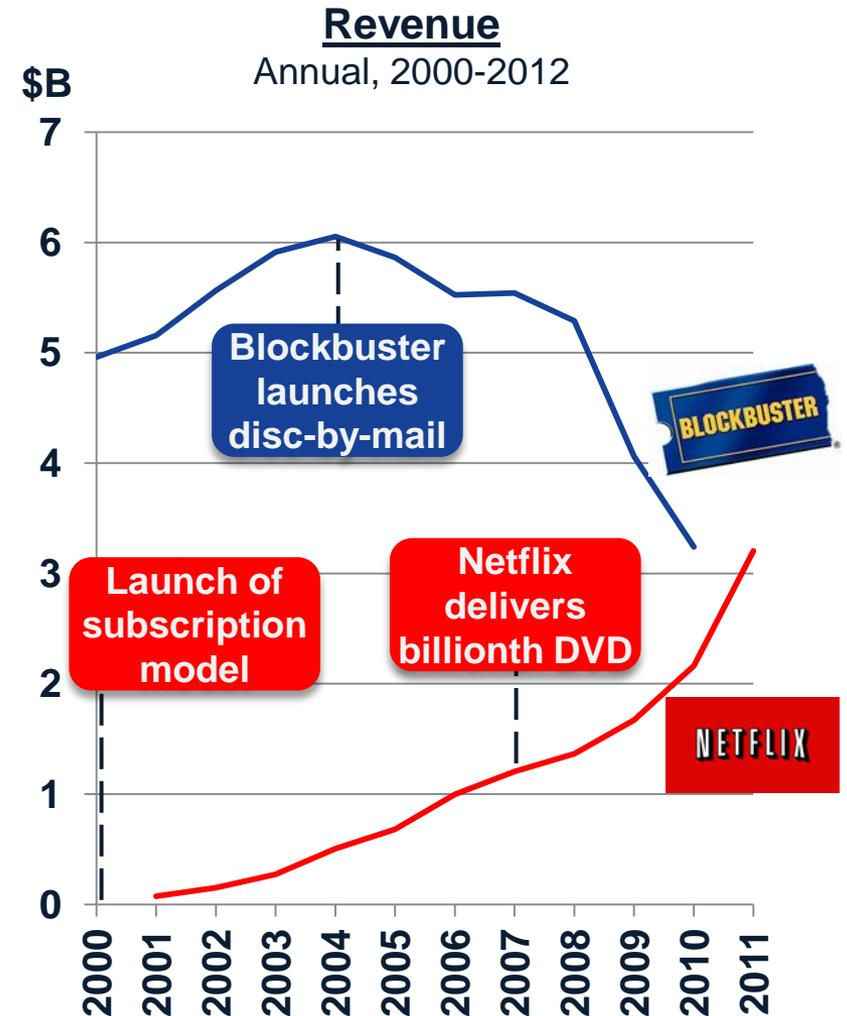 Revenue
Annual, 2000-2012
$B
7
6
5
4
3
2
1
0
Blockbuster
launches
disc-by-mail
BLOCKBUSTER
®
Launch of
subscription
model
Netflix
delivers
billionth DVD
NETFLIX
2000
2001
2002
2003
2004
2005
2006
2007
2008
2009
2010
2011